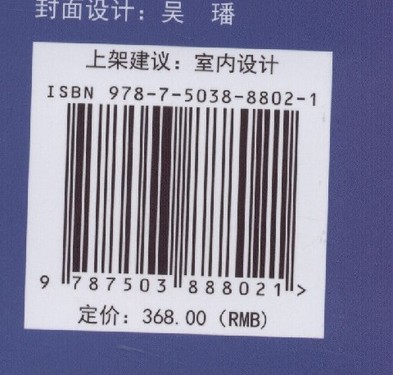 封面设计：吴 璠
上架建议：室内设计
ISBN 978-7-5038-8802-1
9 787503 888021 >
定价：368.00（RMB）